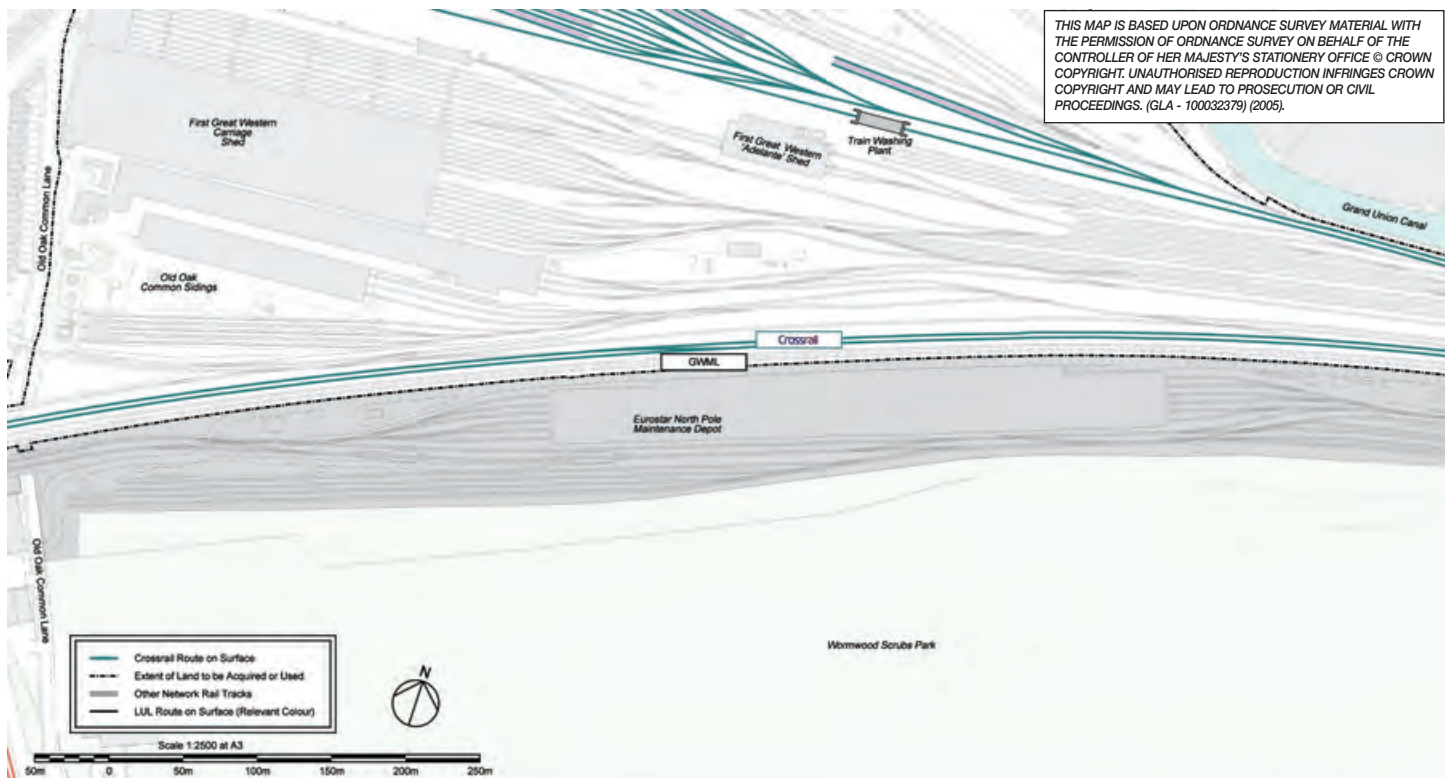 THIS MAP IS BASED UPON ORDNANCE SURVEY MATERIAL WITH
THE PERMISSION OF ORDNANCE SURVEY ON BEHALF OF THE
CONTROLLER OF HER MAJESTY'S STATIONERY OFFICE © CROWN
COPYRIGHT. UNAUTHORISED REPRODUCTION INFRINGES CROWN
COPYRIGHT AND MAY LEAD TO PROSECUTION OR CIVIL
PROCEEDINGS. (GLA - 100032379) (2005).
First Great Western
Carriage
Shed
First Great Western
'Adelante' Shed
Train Washing
Plant
Grand Union Canal
Old Oak Common Lane
Old Oak
Common Sidings
Crossrail
GWML
Eurostar North Pole
Maintenance Depot
Old Oak Common Lane
Wormwood Scrubs Park
Crossrail Route on Surface
Extent of Land to be Acquired or Used
Other Network Rail Tracks
LUL Route on Surface (Relevant Colour)
N
Scale 1:2500 at A3
50m 0 50m 100m 150m 200m 250m